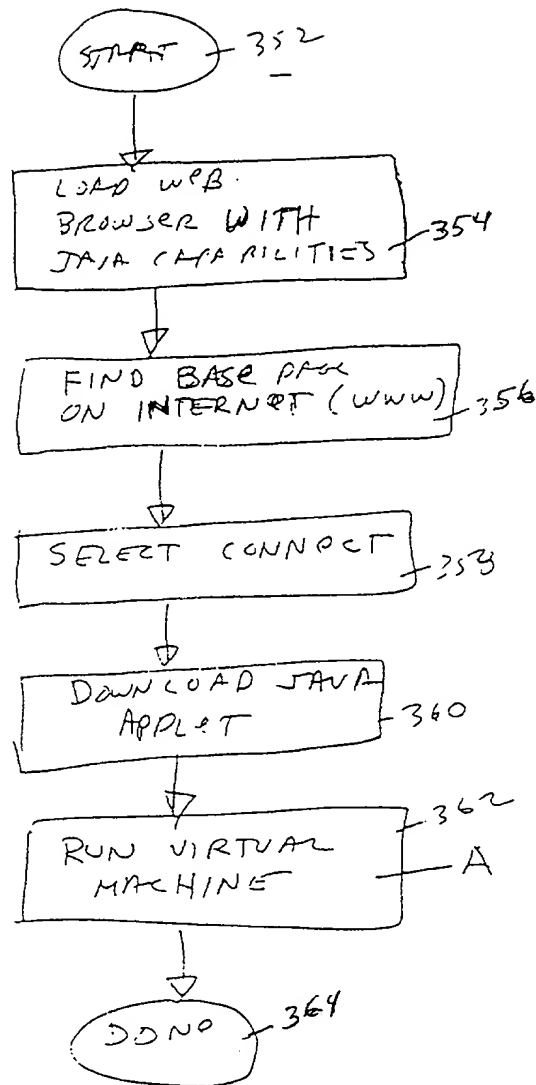 START
352
LOAD WEB
BROWSER WITH
JAVA CAPABILITIES
354
FIND BASE PAGE
ON INTERNET (WWW)
356
SELECT CONNECT
358
DOWNLOAD JAVA
APPLET
360
RUN VIRTUAL
MACHINE
362
A
DONE
364